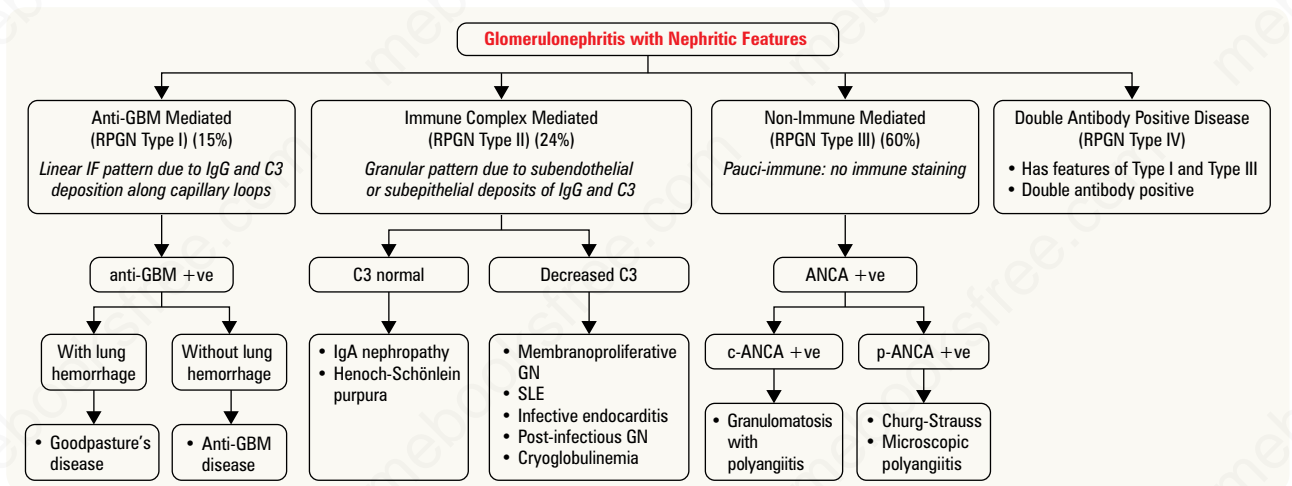 Glomerulonephritis with Nephritic Features
Anti-GBM Mediated
(RPGN Type I) (15%)
Linear IF pattern due to IgG and C3
deposition along capillary loops
Immune Complex Mediated
(RPGN Type II) (24%)
Granular pattern due to subendothelial
or subepithelial deposits of IgG and C3
Non-Immune Mediated
(RPGN Type III) (60%)
Pauci-immune: no immune staining
Double Antibody Positive Disease
(RPGN Type IV)
• Has features of Type I and Type III
• Double antibody positive
anti-GBM +ve
C3 normal
Decreased C3
ANCA +ve
With lung
hemorrhage
Without lung
hemorrhage
• IgA nephropathy
• Henoch-Schönlein
purpura
• Membranoproliferative
GN
• SLE
• Infective endocarditis
• Post-infectious GN
• Cryoglobulinemia
c-ANCA +ve
p-ANCA +ve
• Goodpasture's
disease
• Anti-GBM
disease
• Granulomatosis
with
polyangiitis
• Churg-Strauss
• Microscopic
polyangiitis
mebooksfree.com